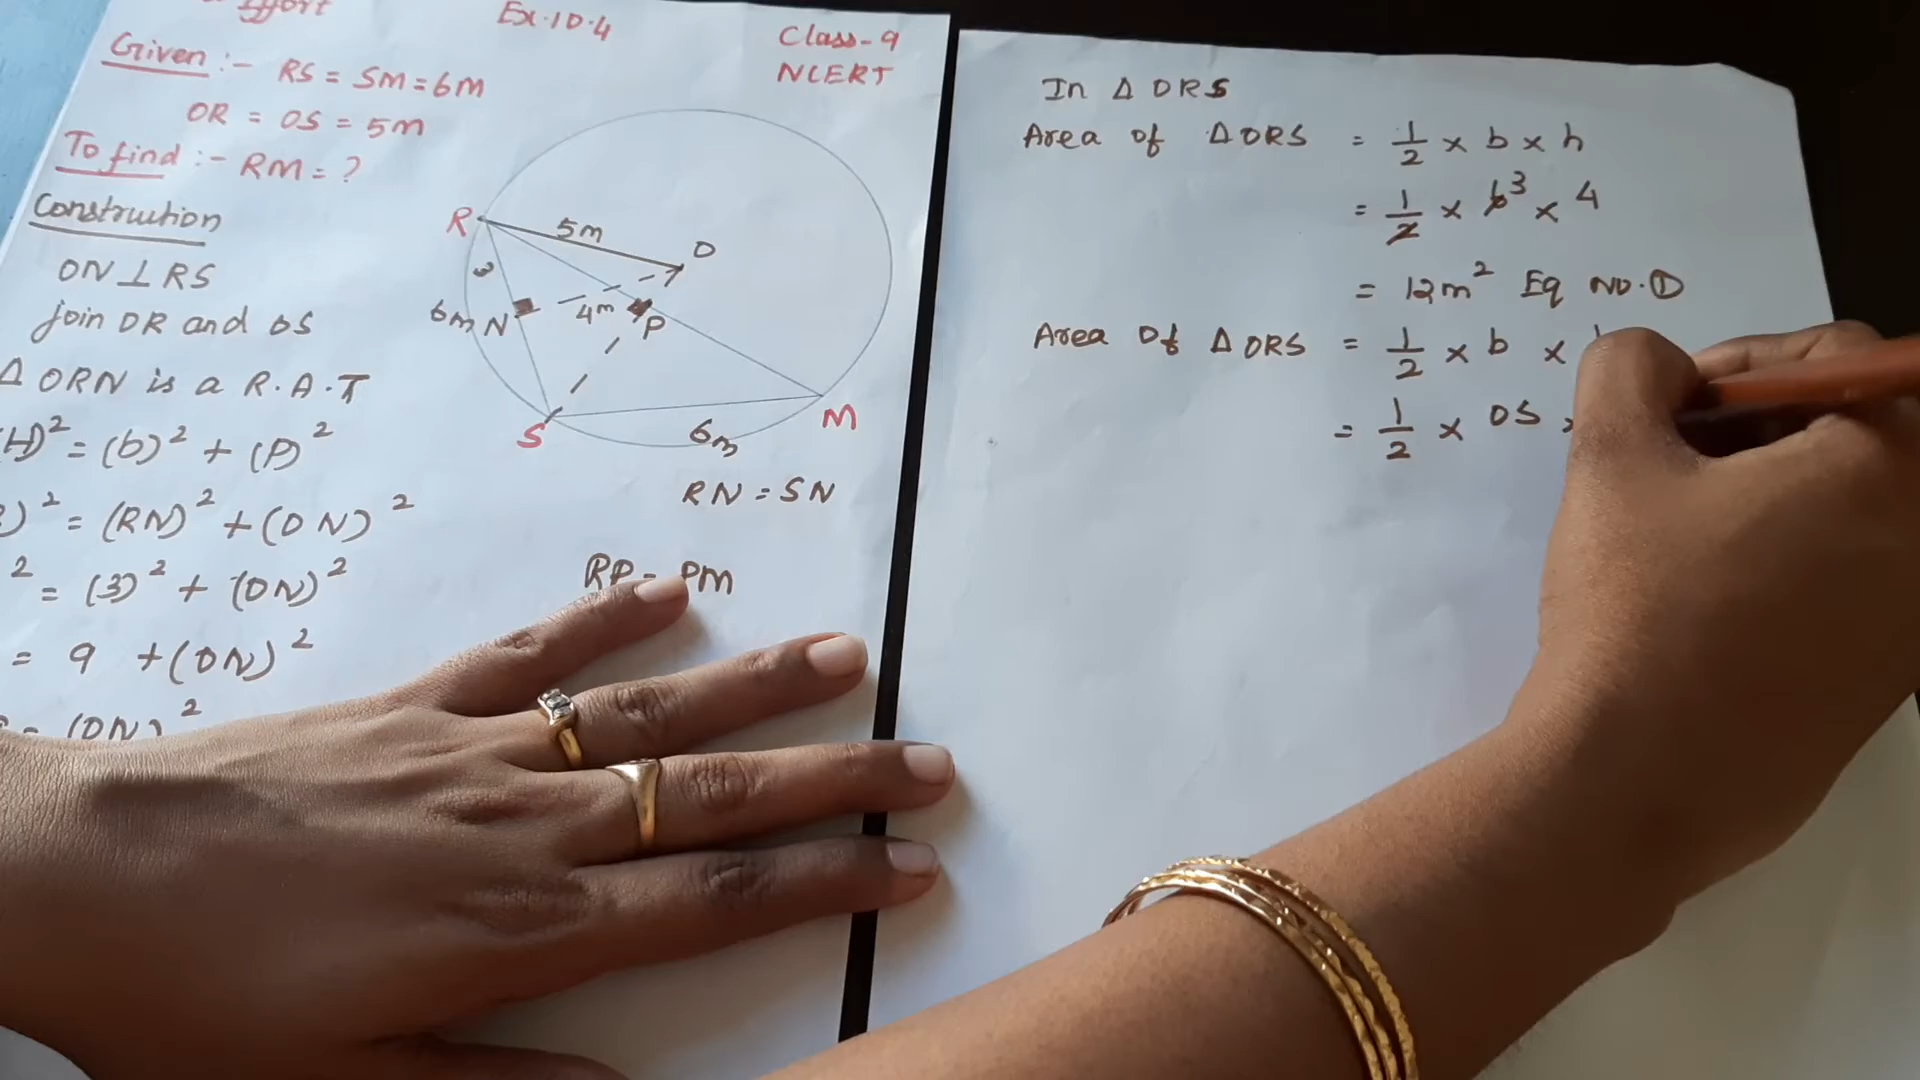 Effort
Ex.10.4
Class-9
NCERT
Given :- RS = SM = 6M
OR = OS = 5M
To find :- RM = ?
Construction
ON ⊥ RS
join OR and OS
Δ ORN is a R.A.T
(H)² = (b)² + (P)²
)² = (RN)² + (ON)²
² = (3)² + (ON)²
= 9 + (ON)²
= (ON)²
R
5m
O
3
6m
N
4m
P
S
6m
M
RN = SN
RP = PM
In Δ ORS
Area of Δ ORS = 1/2 × b × h
= 1/2 × 6 3 × 4
= 12m² Eq NO. ①
Area Of Δ ORS = 1/2 × b ×
= 1/2 × OS ×